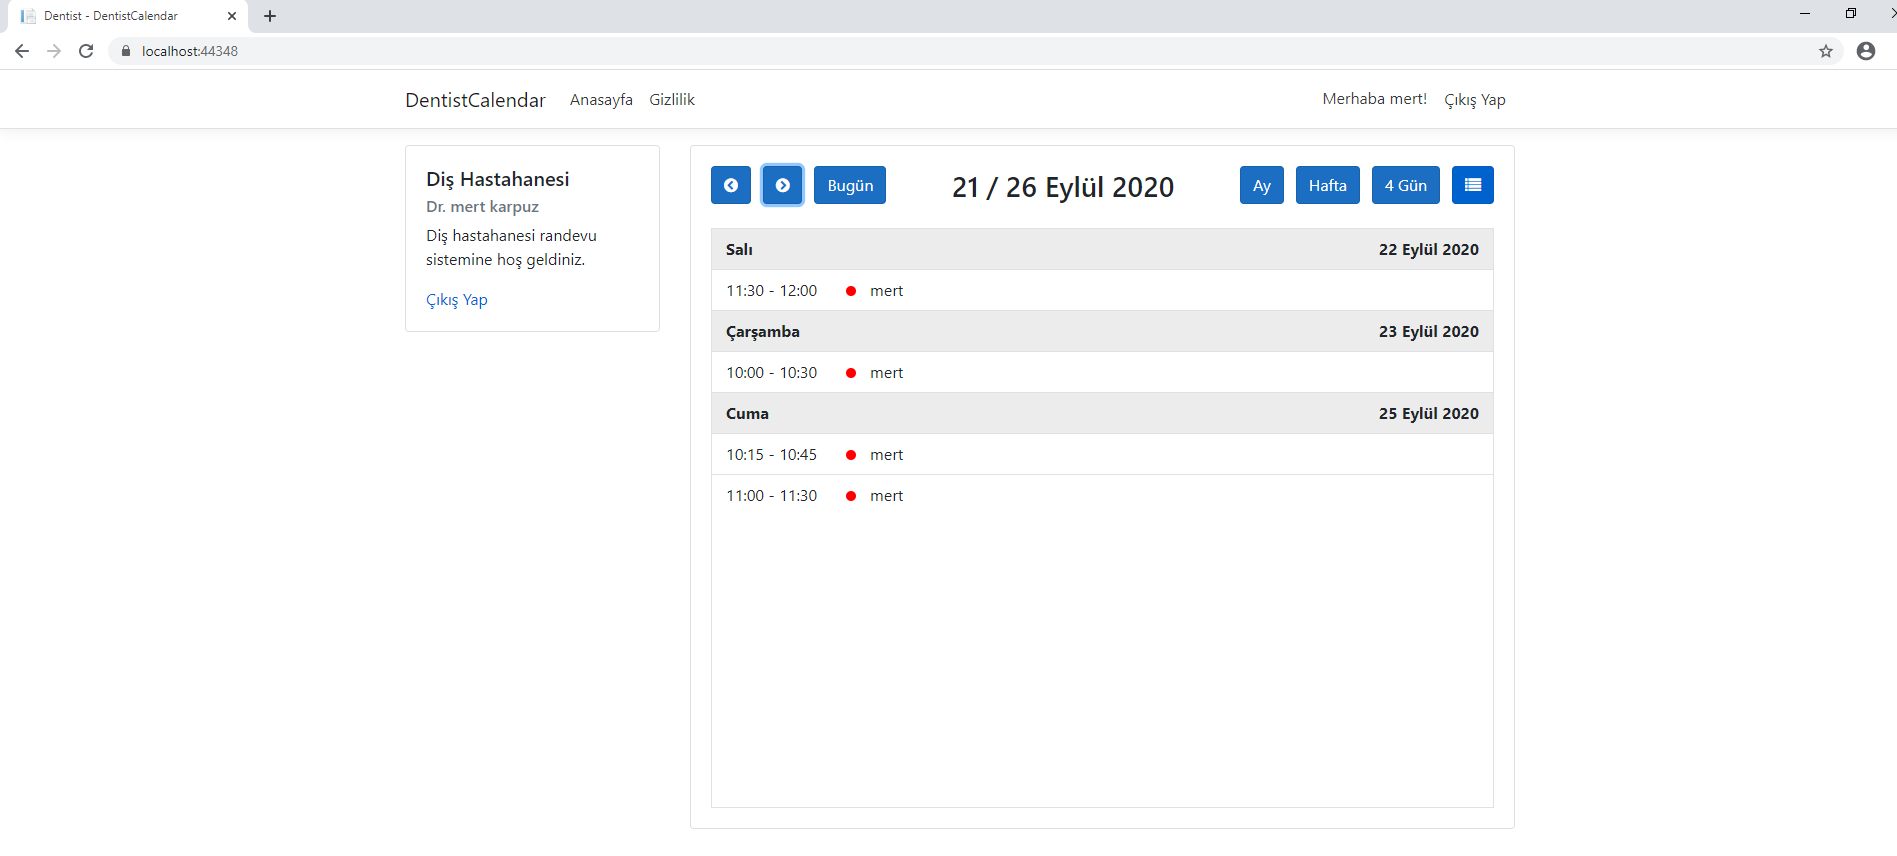 Dentist - DentistCalendar
localhost:44348
DentistCalendar Anasayfa Gizlilik Merhaba mert! Çıkış Yap
Diş Hastahanesi
Dr. mert karpuz
Diş hastahanesi randevu
sistemine hoş geldiniz.
Çıkış Yap
Bugün 21 / 26 Eylül 2020 Ay Hafta 4 Gün
Salı 22 Eylül 2020
11:30 - 12:00 mert
Çarşamba 23 Eylül 2020
10:00 - 10:30 mert
Cuma 25 Eylül 2020
10:15 - 10:45 mert
11:00 - 11:30 mert